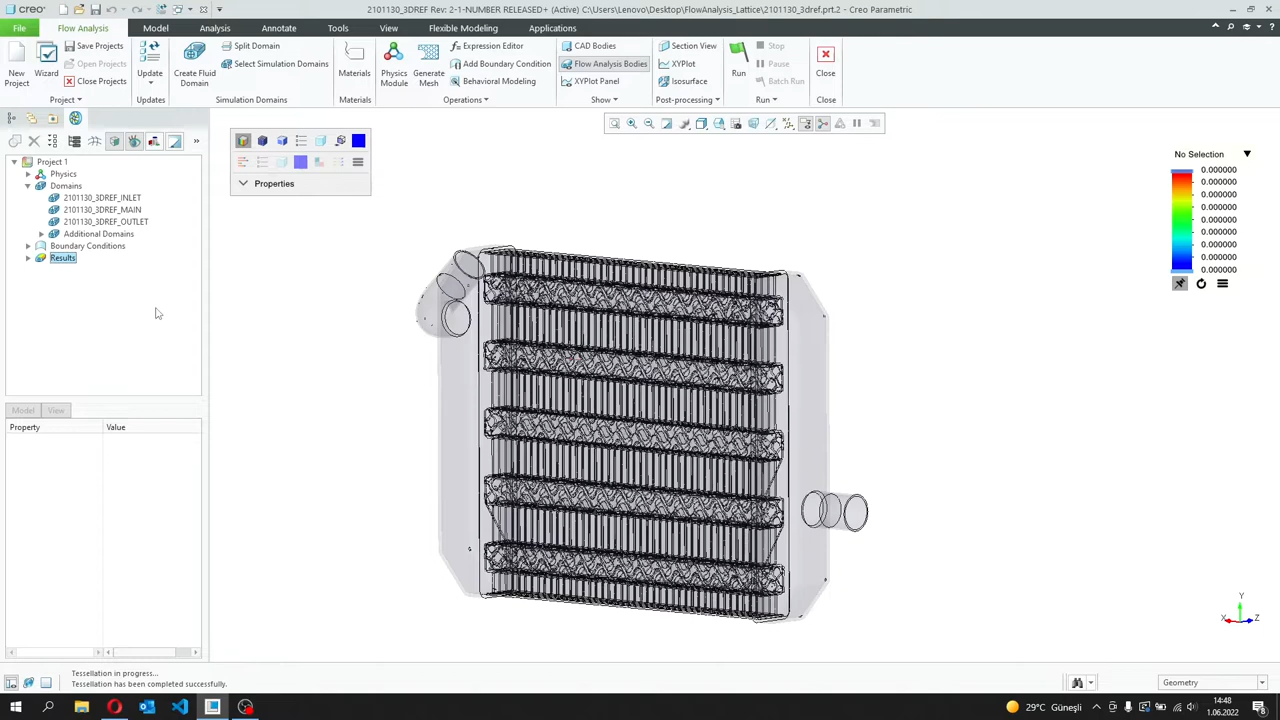 creo
2101130_3DREF Rev: 2-1-NUMBER RELEASED+ (Active) C:\Users\Lenovo\Desktop\FlowAnalysis_Lattice\2101130_3dref.prt.2 - Creo Parametric
File
Flow Analysis
Model
Analysis
Annotate
Tools
View
Flexible Modeling
Applications
New Project
Wizard
Save Projects
Open Projects
Close Projects
Update
Create Fluid Domain
Split Domain
Select Simulation Domains
Materials
Physics Module
Generate Mesh
Expression Editor
Add Boundary Condition
Behavioral Modeling
CAD Bodies
Flow Analysis Bodies
XYPlot Panel
Section View
XYPlot
Isosurface
Run
Stop
Pause
Batch Run
Close
Project
Updates
Simulation Domains
Materials
Operations
Show
Post-processing
Run
Close
Project 1
Physics
Domains
2101130_3DREF_INLET
2101130_3DREF_MAIN
2101130_3DREF_OUTLET
Additional Domains
Boundary Conditions
Results
Properties
No Selection
0.000000
0.000000
0.000000
0.000000
0.000000
0.000000
0.000000
0.000000
0.000000
Model
View
Property
Value
Y
X
Z
Tessellation in progress...
Tessellation has been completed successfully.
Geometry
29°C Güneşli
14:48
1.06.2022
8